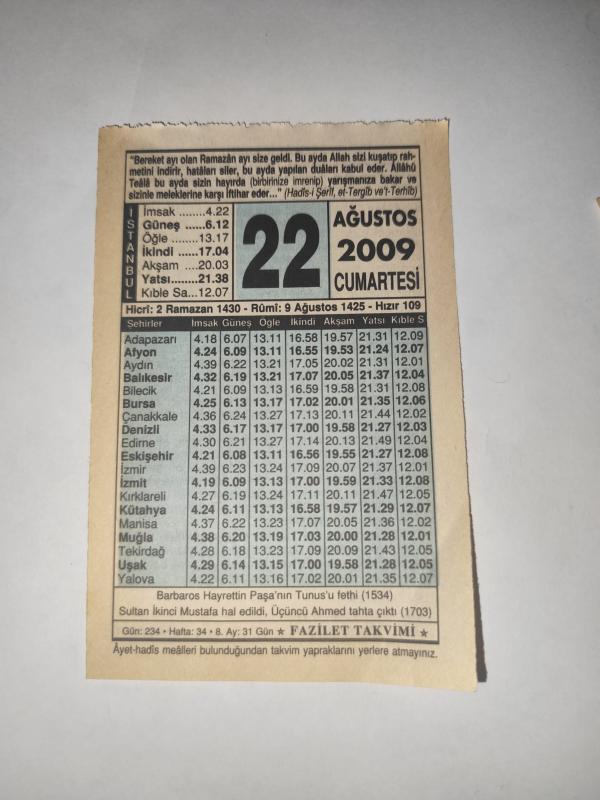 "Bereket ayı olan Ramazân ayı size geldi. Bu ayda Allah sizi kuşatıp rah-
metini indirir, hatâları siler, bu ayda yapılan duâları kabul eder. Allâhü
Teâlâ bu ayda sizin hayırda (birbirinize imrenip) yarışmanıza bakar ve
sizinle meleklerine karşı iftihar eder..." (Hadîs-i Şerîf, et-Tergîb ve't-Terhîb)
İSTANBUL
İmsak ........4.22
Güneş ......6.12
Öğle ........13.17
İkindi ......17.04
Akşam ....20.03
Yatsı........21.38
Kıble Sa...12.07
22
AĞUSTOS
2009
CUMARTESİ
Hicrî: 2 Ramazan 1430 - Rûmî: 9 Ağustos 1425 - Hızır 109
Şehirler İmsak Güneş Öğle İkindi Akşam Yatsı Kıble S
Adapazarı 4.18 6.07 13.11 16.58 19.57 21.31 12.09
Afyon 4.24 6.09 13.11 16.55 19.53 21.24 12.07
Aydın 4.39 6.22 13.21 17.05 20.02 21.31 12.01
Balıkesir 4.32 6.19 13.21 17.07 20.05 21.37 12.04
Bilecik 4.21 6.09 13.13 16.59 19.58 21.31 12.08
Bursa 4.25 6.13 13.17 17.02 20.01 21.35 12.06
Çanakkale 4.36 6.24 13.27 17.13 20.11 21.44 12.02
Denizli 4.33 6.17 13.17 17.00 19.58 21.27 12.03
Edirne 4.30 6.21 13.27 17.14 20.13 21.49 12.04
Eskişehir 4.21 6.08 13.11 16.56 19.55 21.27 12.08
İzmir 4.39 6.23 13.24 17.09 20.07 21.37 12.01
İzmit 4.19 6.09 13.13 17.00 19.59 21.33 12.08
Kırklareli 4.27 6.19 13.24 17.11 20.11 21.47 12.05
Kütahya 4.24 6.11 13.13 16.58 19.57 21.29 12.07
Manisa 4.37 6.22 13.23 17.07 20.05 21.36 12.02
Muğla 4.38 6.20 13.19 17.03 20.00 21.28 12.01
Tekirdağ 4.28 6.18 13.23 17.09 20.09 21.43 12.05
Uşak 4.29 6.14 13.15 17.00 19.58 21.28 12.05
Yalova 4.22 6.11 13.16 17.02 20.01 21.35 12.07
Barbaros Hayrettin Paşa'nın Tunus'u fethi (1534)
Sultan İkinci Mustafa hal edildi, Üçüncü Ahmed tahta çıktı (1703)
Gün: 234 • Hafta: 34 • 8. Ay: 31 Gün ★ FAZİLET TAKVİMİ ★
Âyet-hadîs meâlleri bulunduğundan takvim yapraklarını yerlere atmayınız.